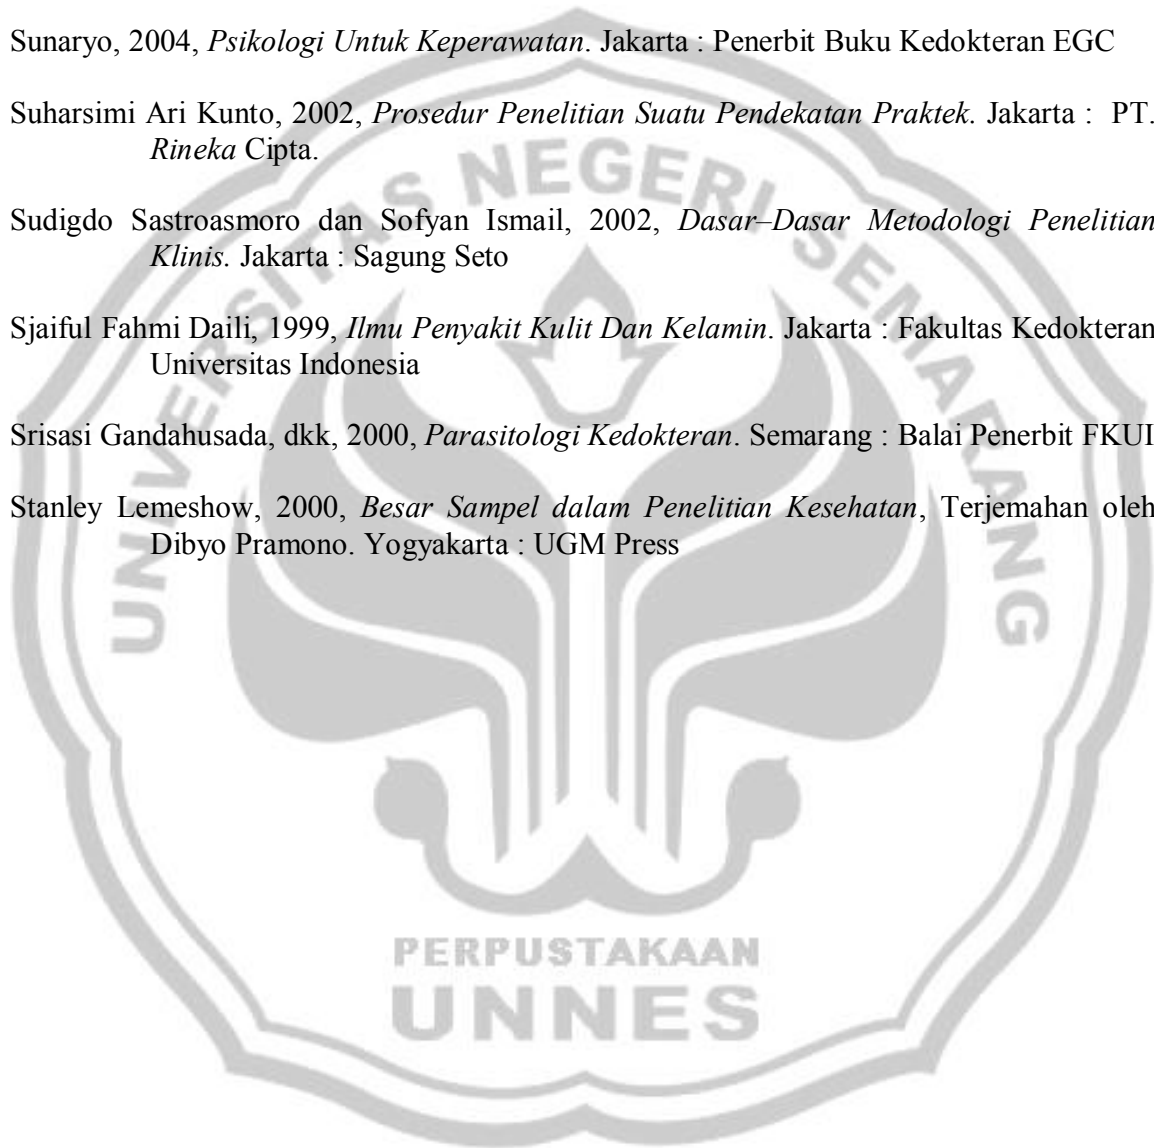 Sunaryo, 2004, Psikologi Untuk Keperawatan. Jakarta : Penerbit Buku Kedokteran EGC
Suharsimi Ari Kunto, 2002, Prosedur Penelitian Suatu Pendekatan Praktek. Jakarta : PT.
Rineka Cipta.
Sudigdo Sastroasmoro dan Sofyan Ismail, 2002, Dasar–Dasar Metodologi Penelitian
Klinis. Jakarta : Sagung Seto
Sjaiful Fahmi Daili, 1999, Ilmu Penyakit Kulit Dan Kelamin. Jakarta : Fakultas Kedokteran
Universitas Indonesia
Srisasi Gandahusada, dkk, 2000, Parasitologi Kedokteran. Semarang : Balai Penerbit FKUI
Stanley Lemeshow, 2000, Besar Sampel dalam Penelitian Kesehatan, Terjemahan oleh
Dibyo Pramono. Yogyakarta : UGM Press
UNIVERSITAS NEGERI SEMARANG
PERPUSTAKAAN
UNNES